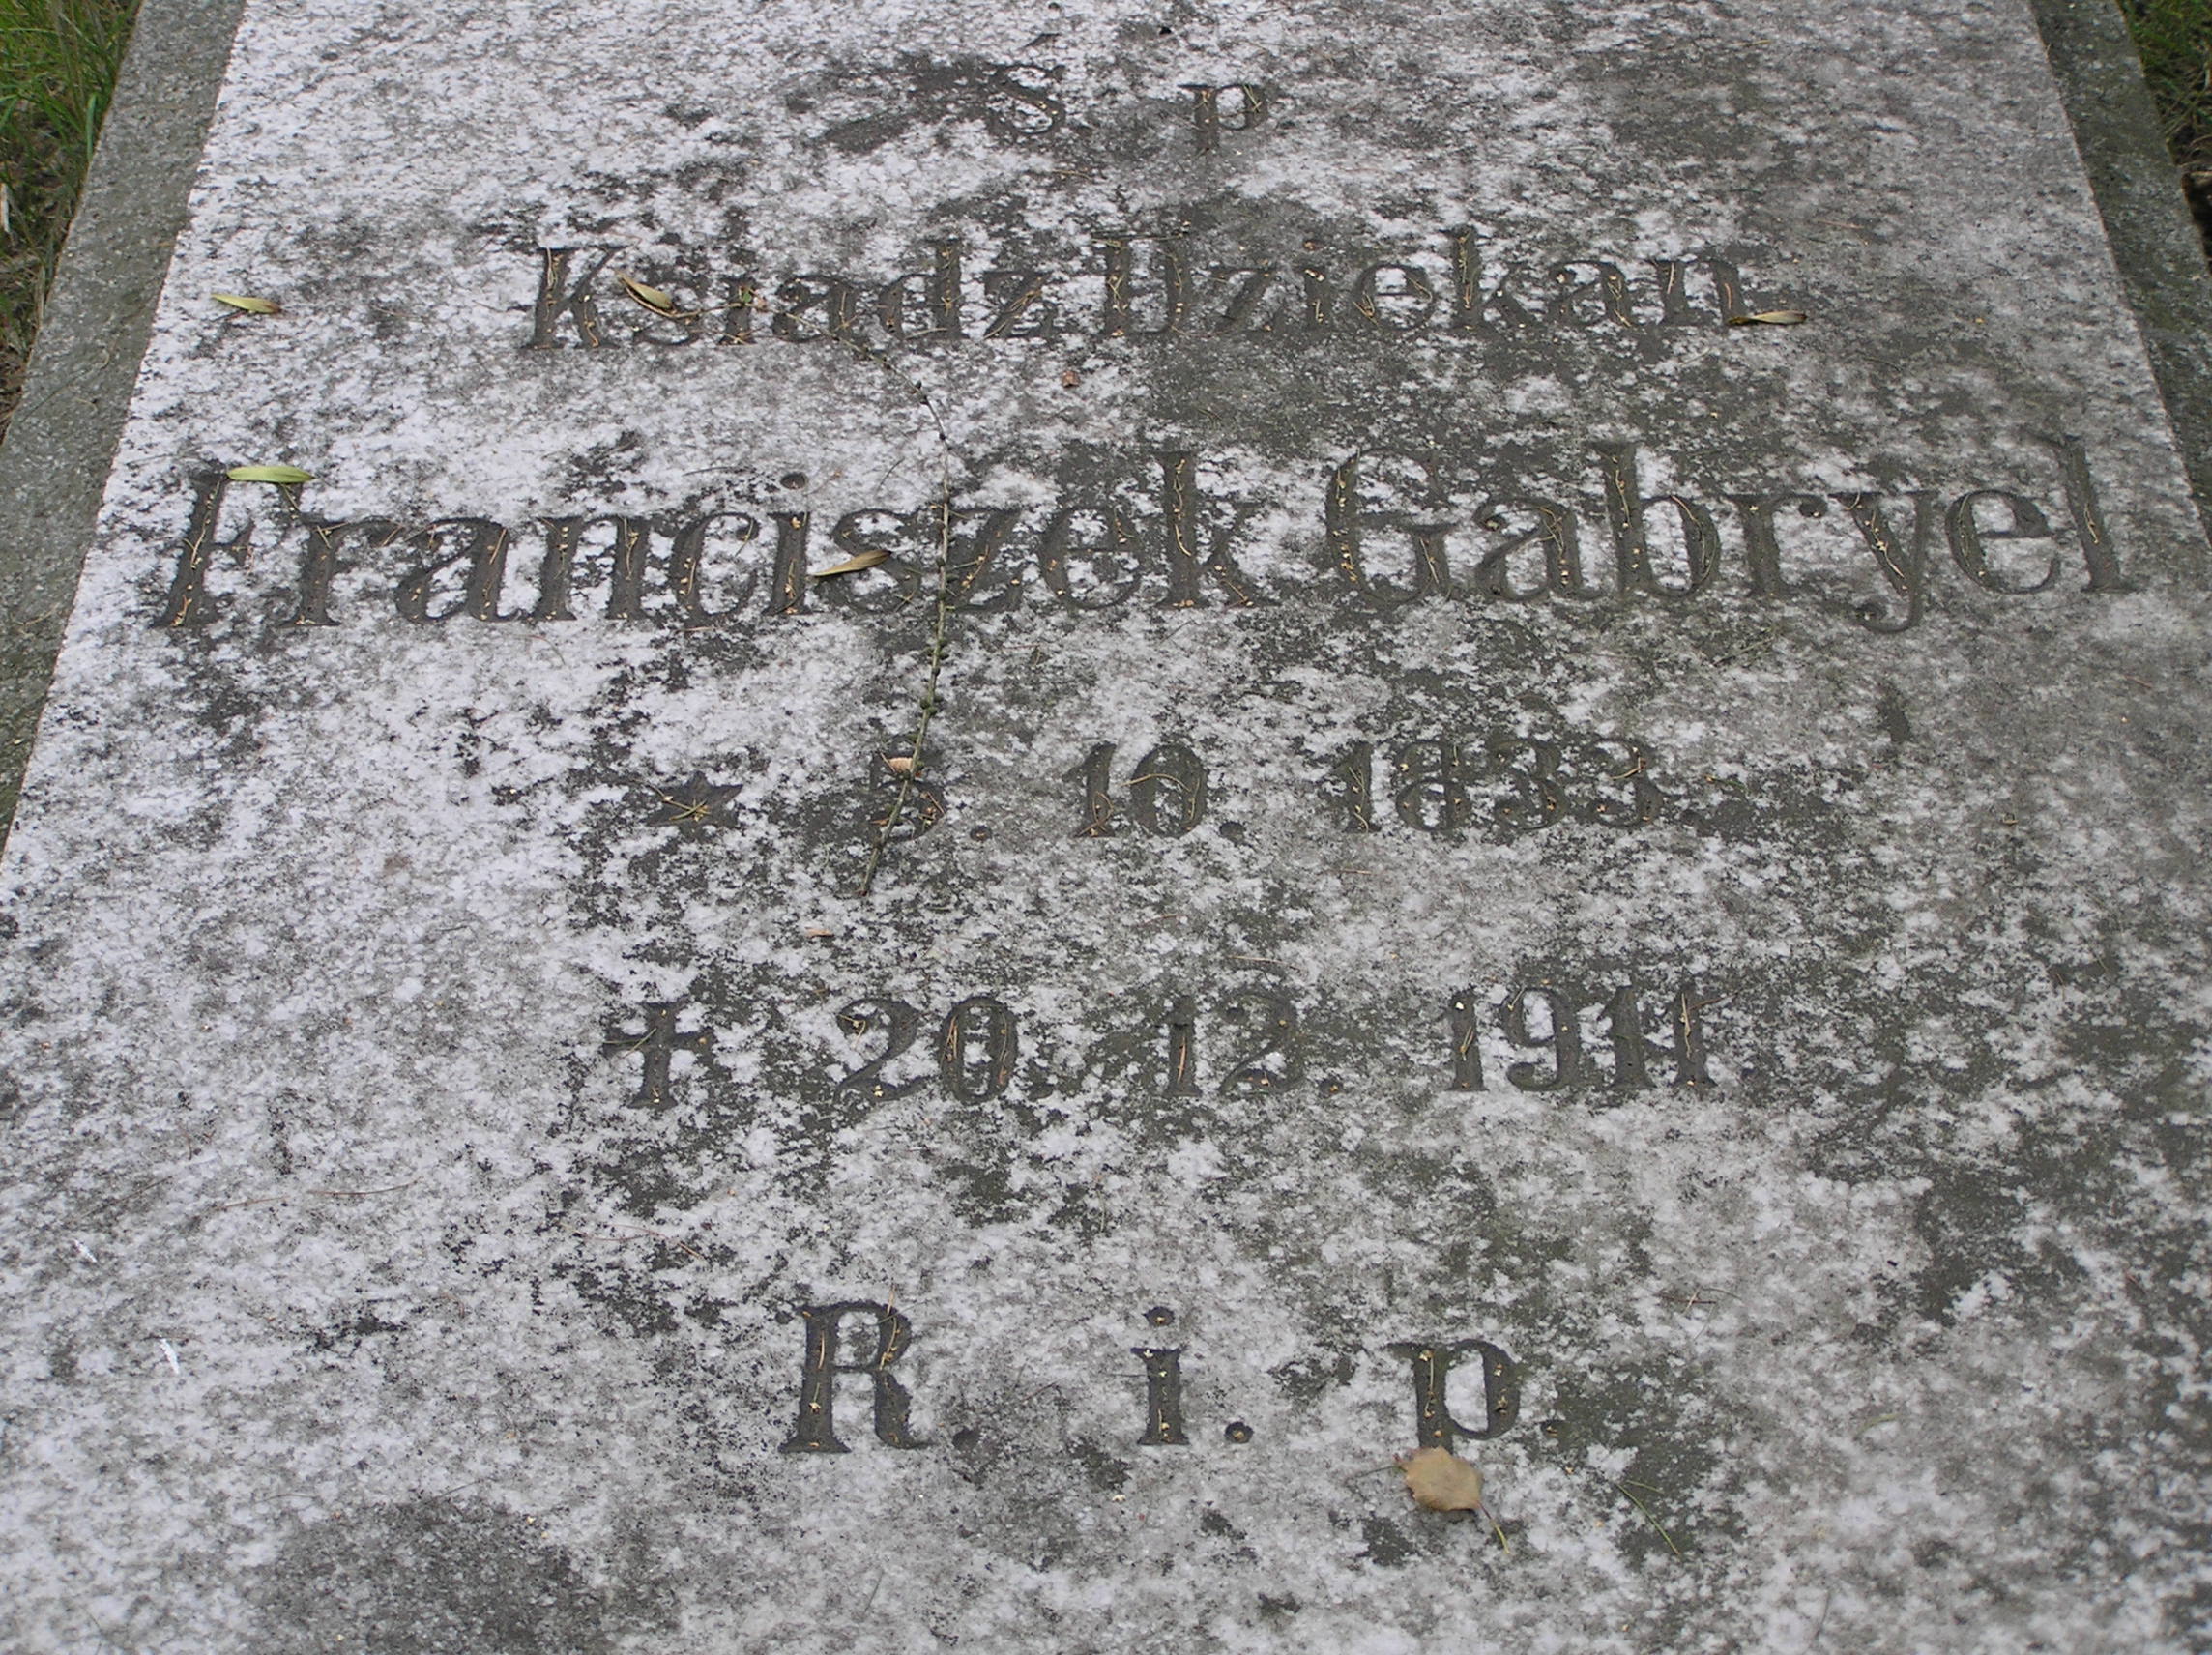 Ś p
Ksiądz Dziekan
Franciszek Gabryel
* 5. 10. 1833
† 20. 12. 1911
R. i. p.